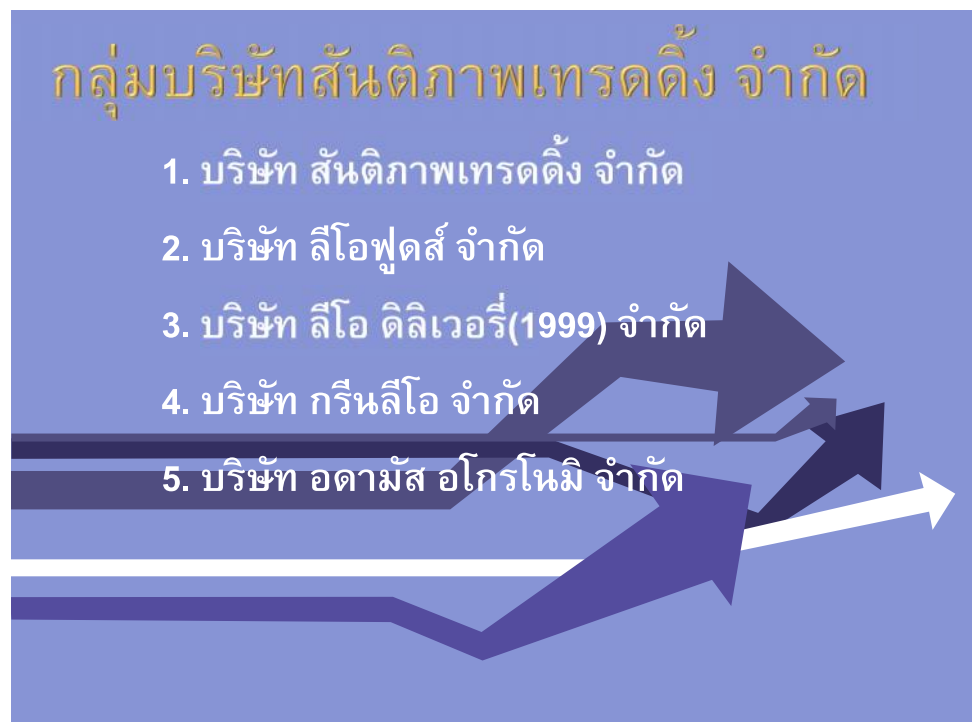 กลุ่มบริษัทสันติภาพเทรดดิ้ง จำกัด
1. บริษัท สันติภาพเทรดดิ้ง จำกัด
2. บริษัท ลีโอฟูดส์ จำกัด
3. บริษัท ลีโอ ดิลิเวอรี่(1999) จำกัด
4. บริษัท กรีนลีโอ จำกัด
5. บริษัท อดามัส อโกรโนมิ จำกัด